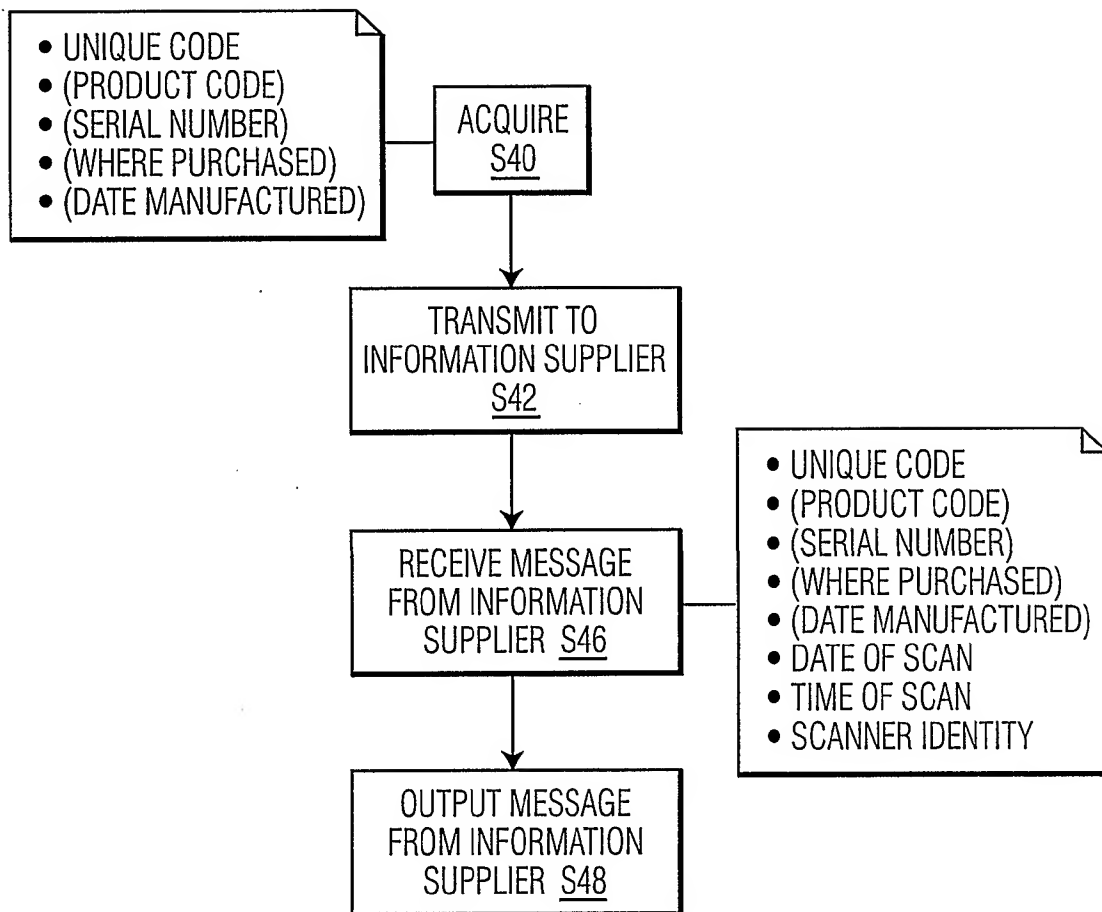 • UNIQUE CODE
• (PRODUCT CODE)
• (SERIAL NUMBER)
• (WHERE PURCHASED)
• (DATE MANUFACTURED)
ACQUIRE
S40
TRANSMIT TO
INFORMATION SUPPLIER
S42
RECEIVE MESSAGE
FROM INFORMATION
SUPPLIER S46
• UNIQUE CODE
• (PRODUCT CODE)
• (SERIAL NUMBER)
• (WHERE PURCHASED)
• (DATE MANUFACTURED)
• DATE OF SCAN
• TIME OF SCAN
• SCANNER IDENTITY
OUTPUT MESSAGE
FROM INFORMATION
SUPPLIER S48